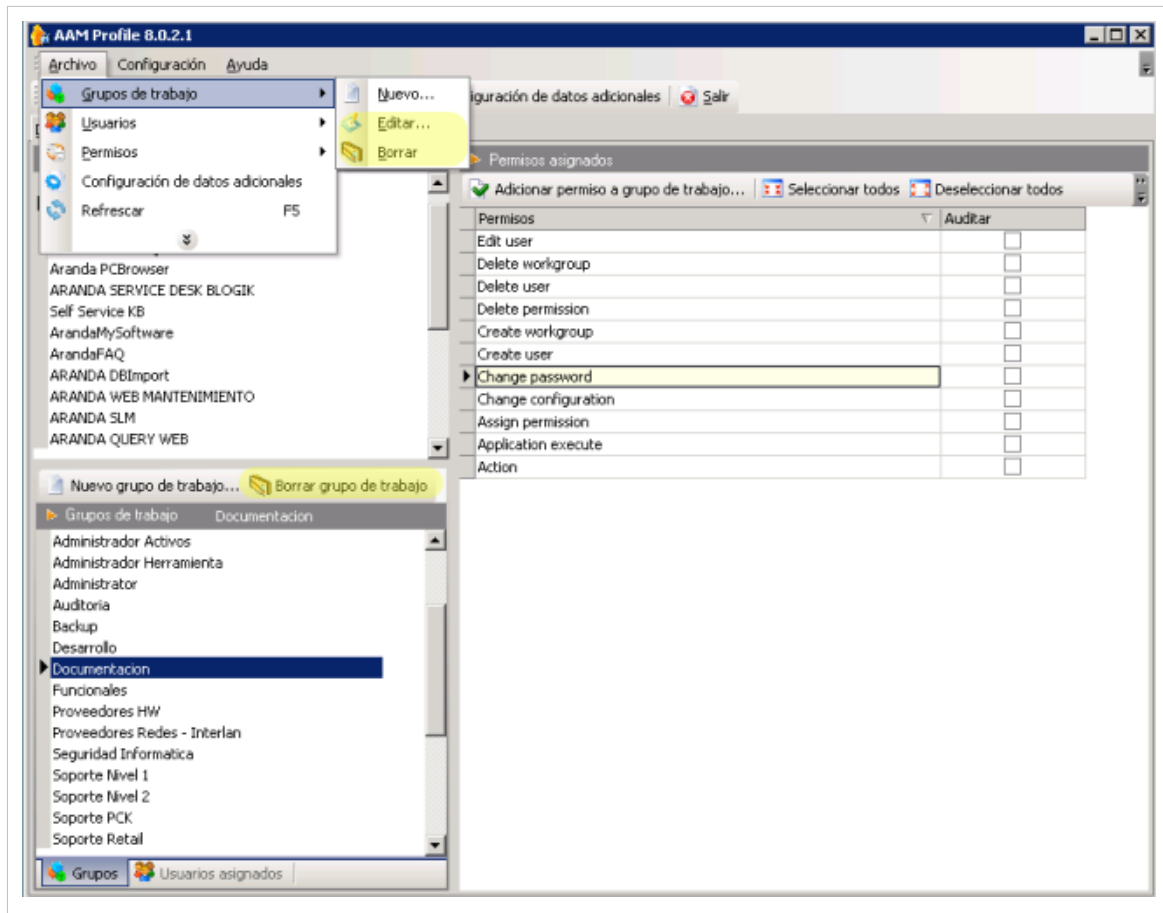 AAM Profile 8.0.2.1
Archivo Configuración Ayuda
Grupos de trabajo
Nuevo...
iguración de datos adicionales Salir
Usuarios
Editar...
Permisos
Borrar
Permisos asignados
Configuración de datos adicionales
Adicionar permiso a grupo de trabajo... Seleccionar todos Deseleccionar todos
Refrescar F5
Permisos Auditar
Edit user
Delete workgroup
Delete user
Delete permission
Create workgroup
Create user
Change password
Change configuration
Assign permission
Application execute
Action
Aranda PCBrowser
ARANDA SERVICE DESK BLOGIK
Self Service KB
ArandaMySoftware
ArandaFAQ
ARANDA DBImport
ARANDA WEB MANTENIMIENTO
ARANDA SLM
ARANDA QUERY WEB
Nuevo grupo de trabajo... Borrar grupo de trabajo
Grupos de trabajo Documentacion
Administrador Activos
Administrador Herramienta
Administrator
Auditoria
Backup
Desarrollo
Documentacion
Funcionales
Proveedores HW
Proveedores Redes - Interlan
Seguridad Informatica
Soporte Nivel 1
Soporte Nivel 2
Soporte PCK
Soporte Retail
Grupos Usuarios asignados